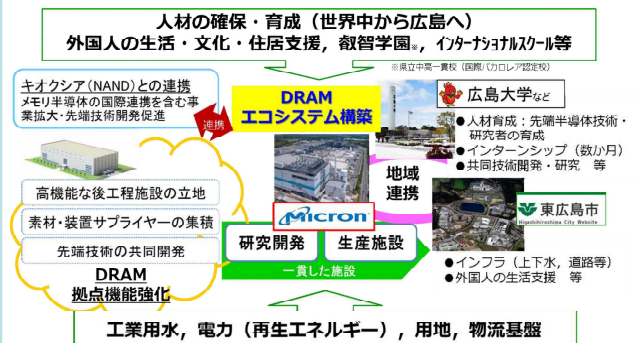 人材の確保・育成（世界中から広島へ）
外国人の生活・文化・住居支援，叡智学園※，ｲﾝﾀｰﾅｼｮﾅﾙｽｸｰﾙ等
※県立中高一貫校（国際バカロレア認定校）
キオクシア（NAND）との連携
メモリ半導体の国際連携を含む事
業拡大・先端技術開発促進
連携
DRAM
エコシステム構築
広島大学など
●人材育成：先端半導体技術・
研究者の育成
●インターンシップ（数か月）
●共同技術開発・研究　等
地域
連携
高機能な後工程施設の立地
素材・装置サプライヤーの集積
先端技術の共同開発
DRAM
拠点機能強化
Micron
研究開発
生産施設
一貫した施設
東広島市
Higashihiroshima City Website
●インフラ（上下水，道路等）
●外国人の生活支援　等
工業用水，電力（再生エネルギー），用地，物流基盤